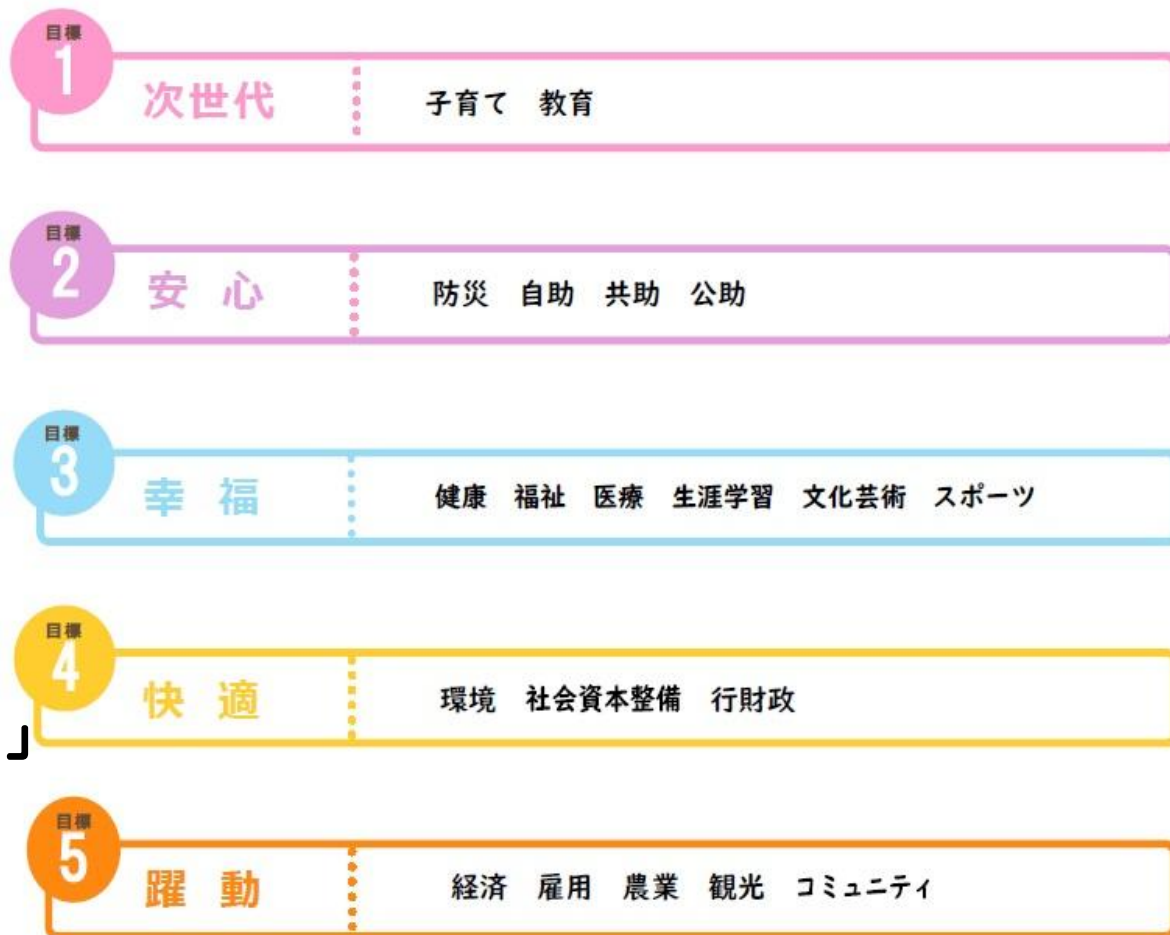 目標
1
次世代 子育て 教育
目標
2
安心 防災 自助 共助 公助
目標
3
幸福 健康 福祉 医療 生涯学習 文化芸術 スポーツ
目標
4
快適 環境 社会資本整備 行財政
」
目標
5
躍動 経済 雇用 農業 観光 コミュニティ